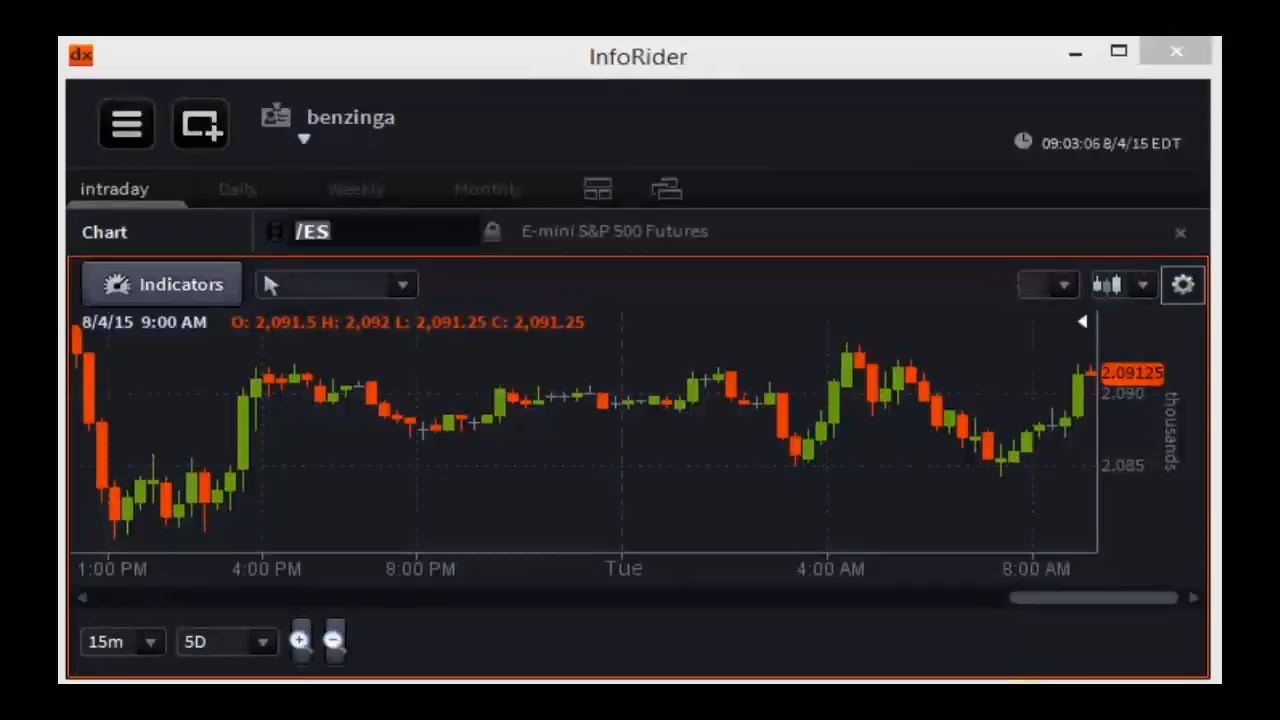 dx
InfoRider
benzinga
09:03:06 8/4/15 EDT
intraday Daily Weekly Monthly
Chart /ES E-mini S&P 500 Futures
Indicators
8/4/15 9:00 AM O: 2,091.5 H: 2,092 L: 2,091.25 C: 2,091.25
2.09125
2.090
thousands
2.085
1:00 PM 4:00 PM 8:00 PM Tue 4:00 AM 8:00 AM
15m 5D